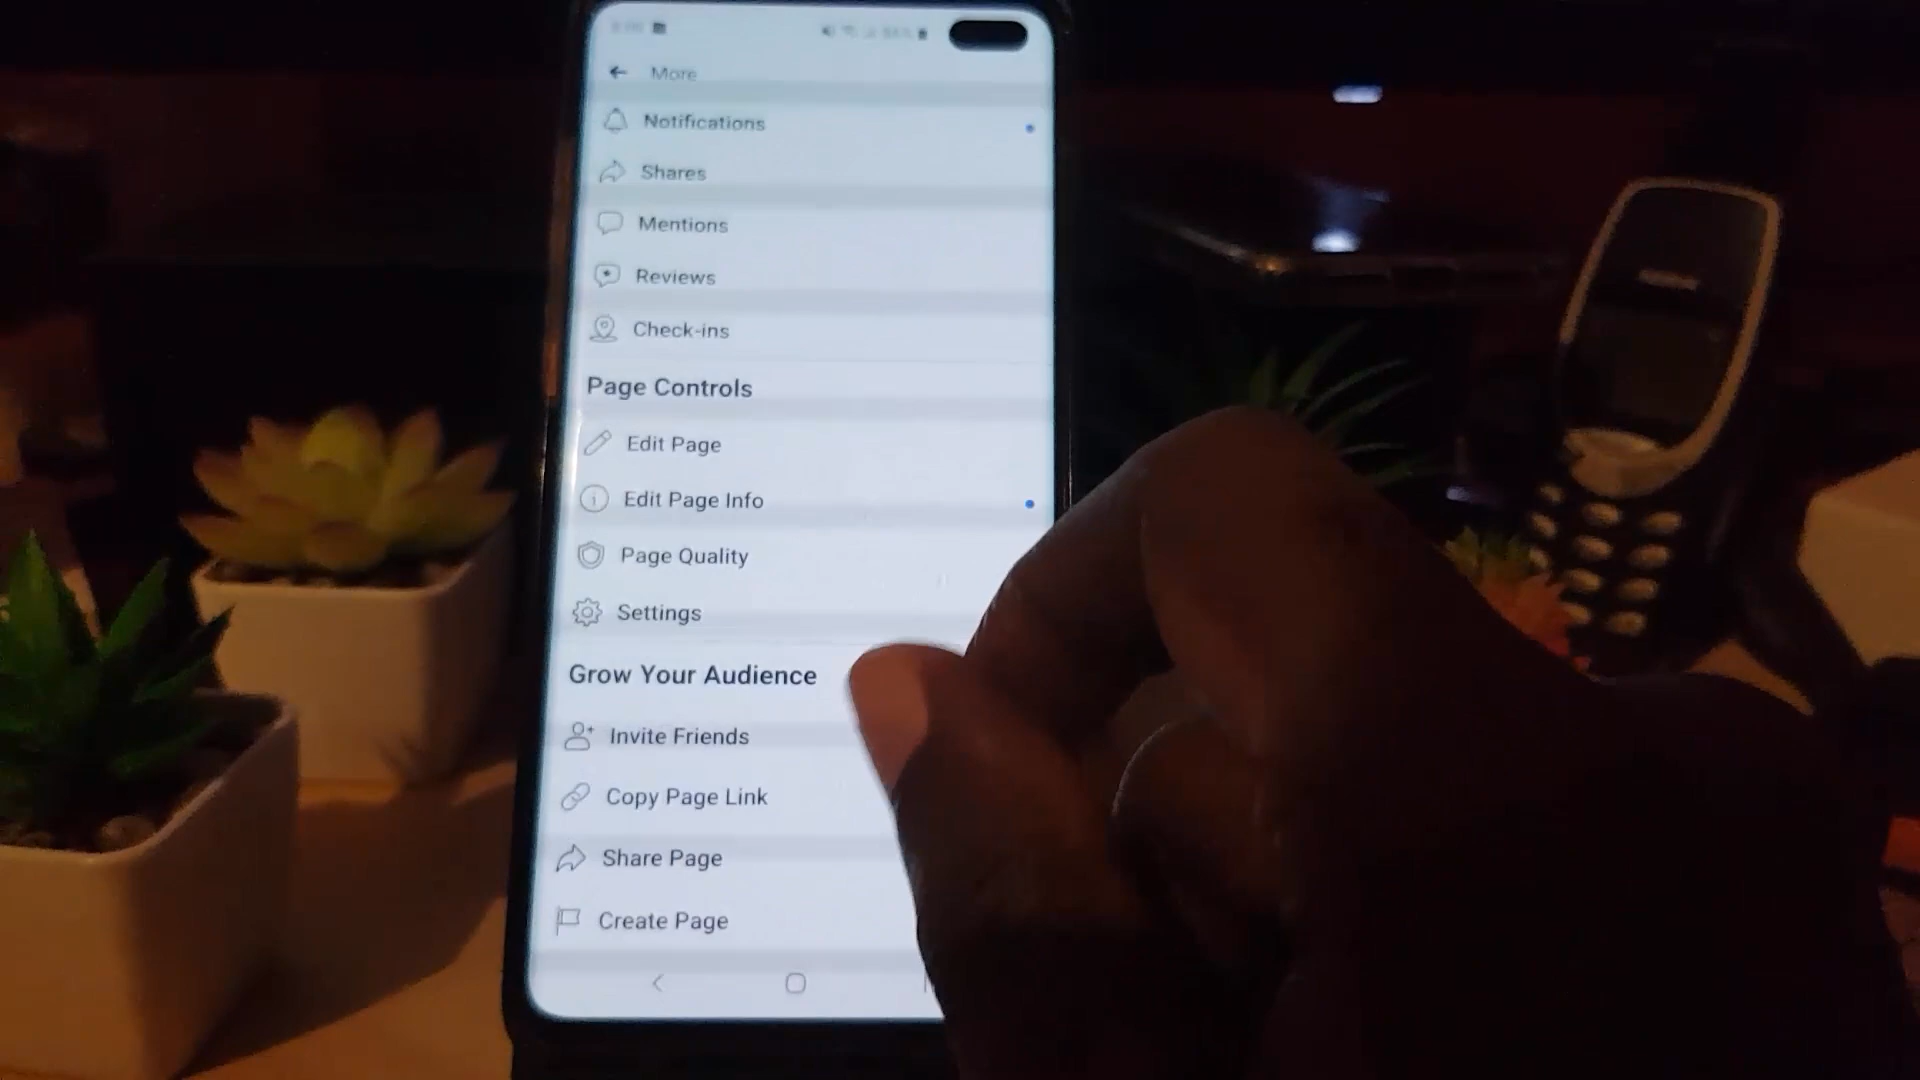 More
Notifications
Shares
Mentions
Reviews
Check-ins
Page Controls
Edit Page
Edit Page Info
Page Quality
Settings
Grow Your Audience
Invite Friends
Copy Page Link
Share Page
Create Page